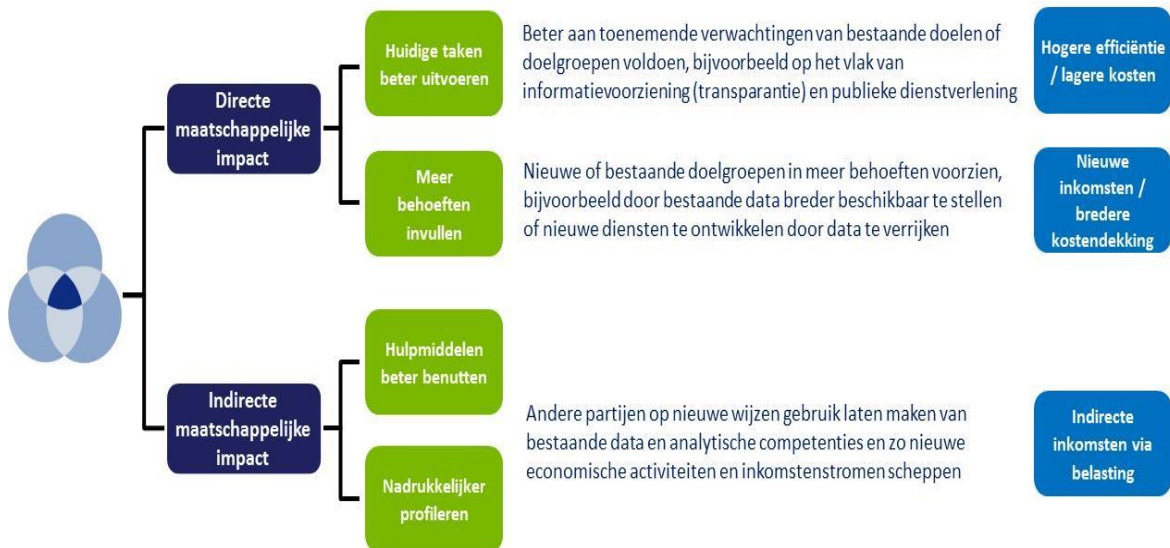 Huidige taken
beter uitvoeren
Beter aan toenemende verwachtingen van bestaande doelen of
doelgroepen voldoen, bijvoorbeeld op het vlak van
informatievoorziening (transparantie) en publieke dienstverlening
Hogere efficiëntie
/ lagere kosten
Directe
maatschappelijke
impact
Meer
behoeften
invullen
Nieuwe of bestaande doelgroepen in meer behoeften voorzien,
bijvoorbeeld door bestaande data breder beschikbaar te stellen
of nieuwe diensten te ontwikkelen door data te verrijken
Nieuwe
inkomsten /
bredere
kostendekking
Hulpmiddelen
beter benutten
Indirecte
maatschappelijke
impact
Andere partijen op nieuwe wijzen gebruik laten maken van
bestaande data en analytische competenties en zo nieuwe
economische activiteiten en inkomstenstromen scheppen
Indirecte
inkomsten via
belasting
Nadrukkelijker
profileren